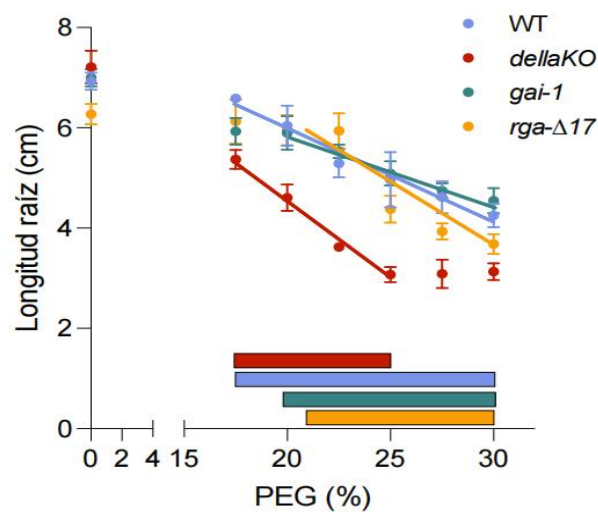 WT
dellaKO
gai-1
rga-Δ17
Longitud raíz (cm)
8
6
4
2
0
0 2 4 15 20 25 30
PEG (%)